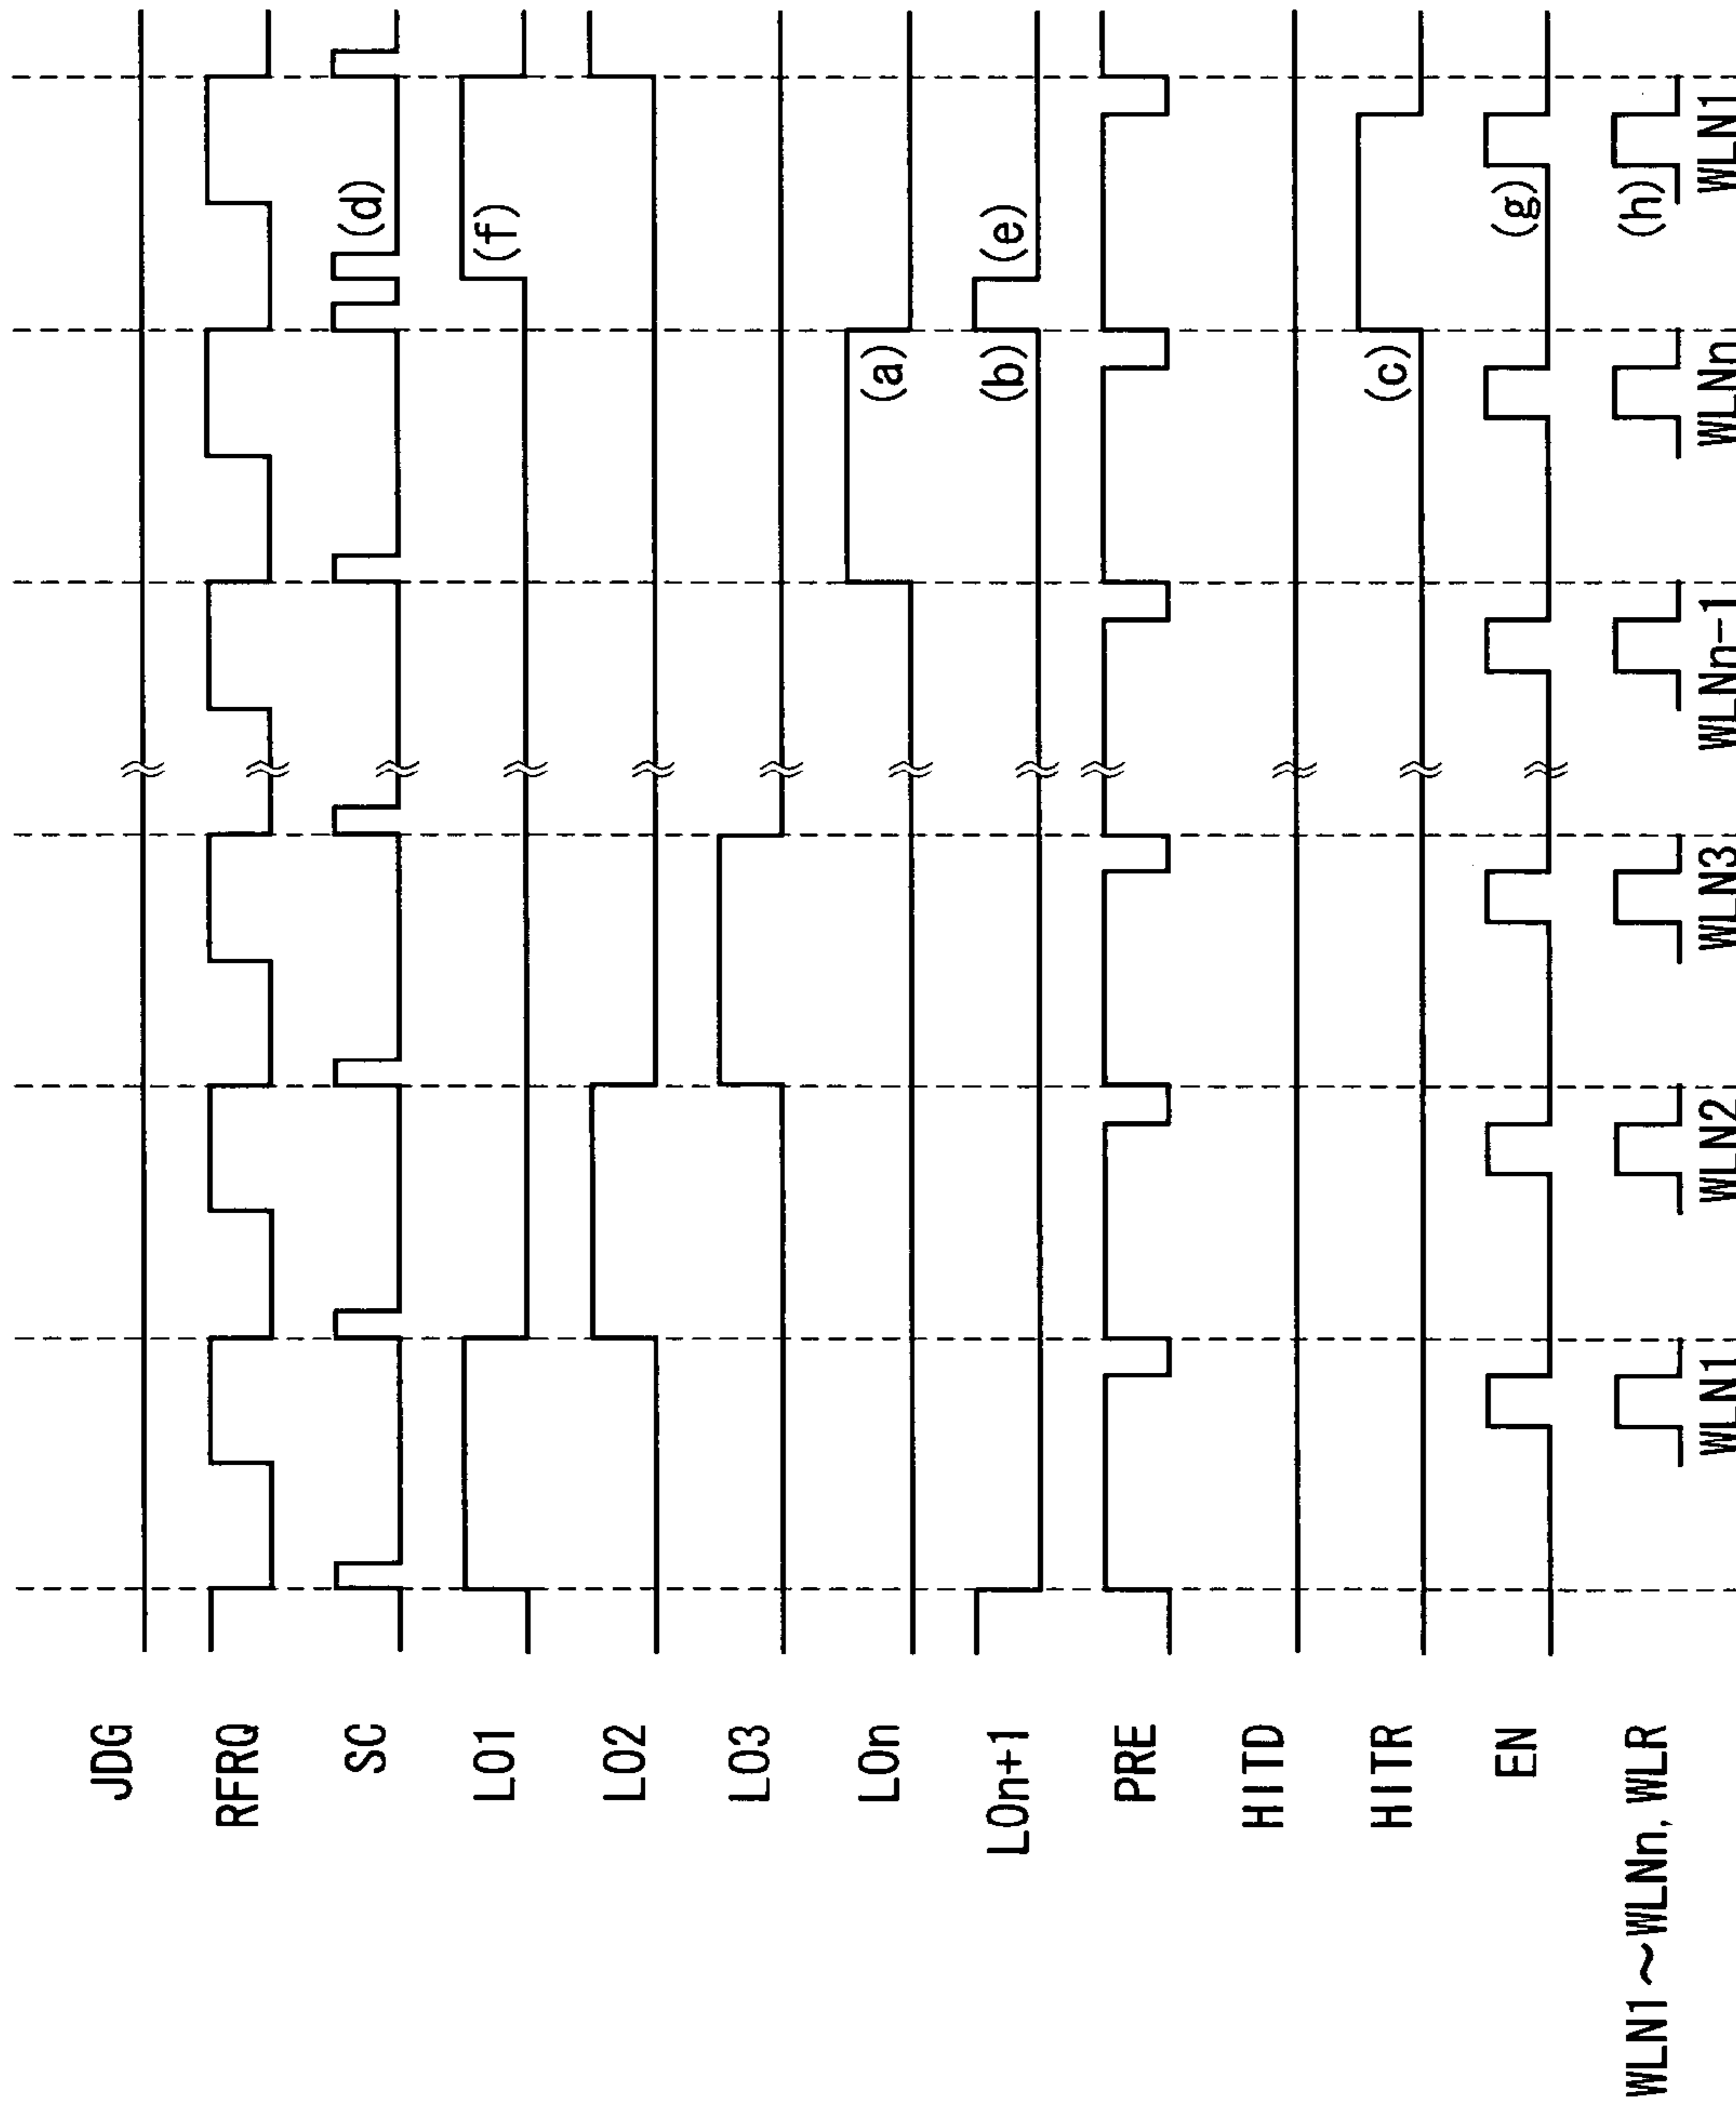 JDG
RFRQ
SC (d)
LO1 (f)
LO2
LO3
LOn (a)
LOn+1 (b) (e)
PRE
HITD
HITR (c)
EN (g)
WLN1~WLNn, WLR (h)
WLN1 WLN2 WLN3 WLNn-1 WLNn WLN1